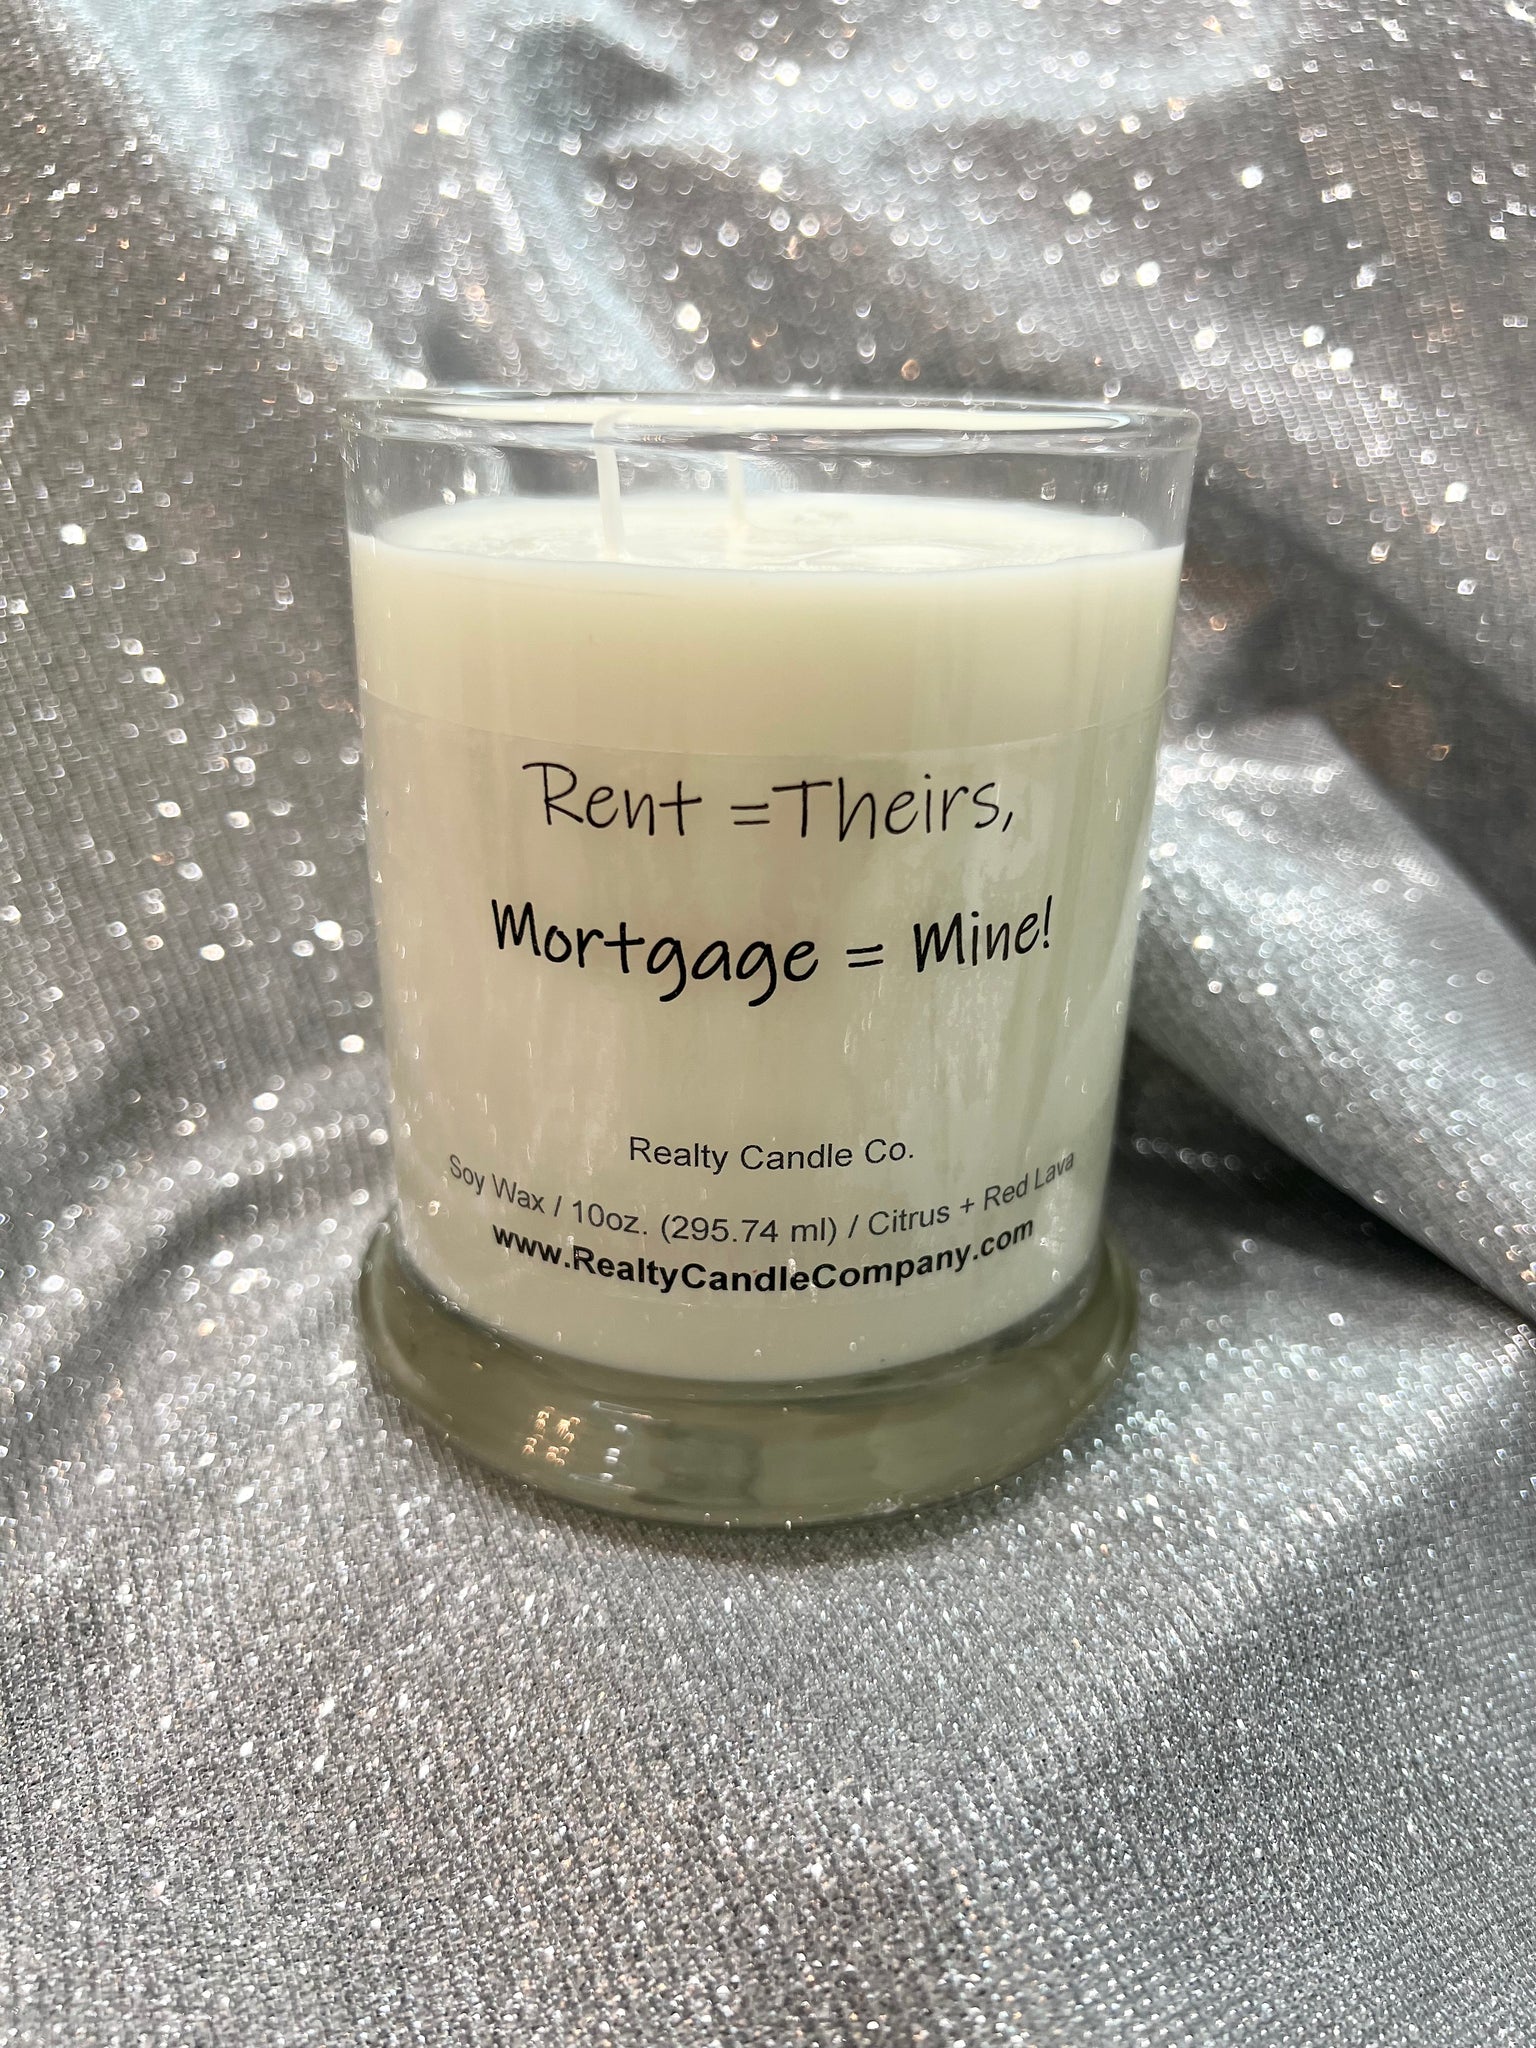 Rent =Theirs,
Mortgage = Mine!
Realty Candle Co.
Soy Wax / 10oz. (295.74 ml) / Citrus + Red Lava
www.RealtyCandleCompany.com